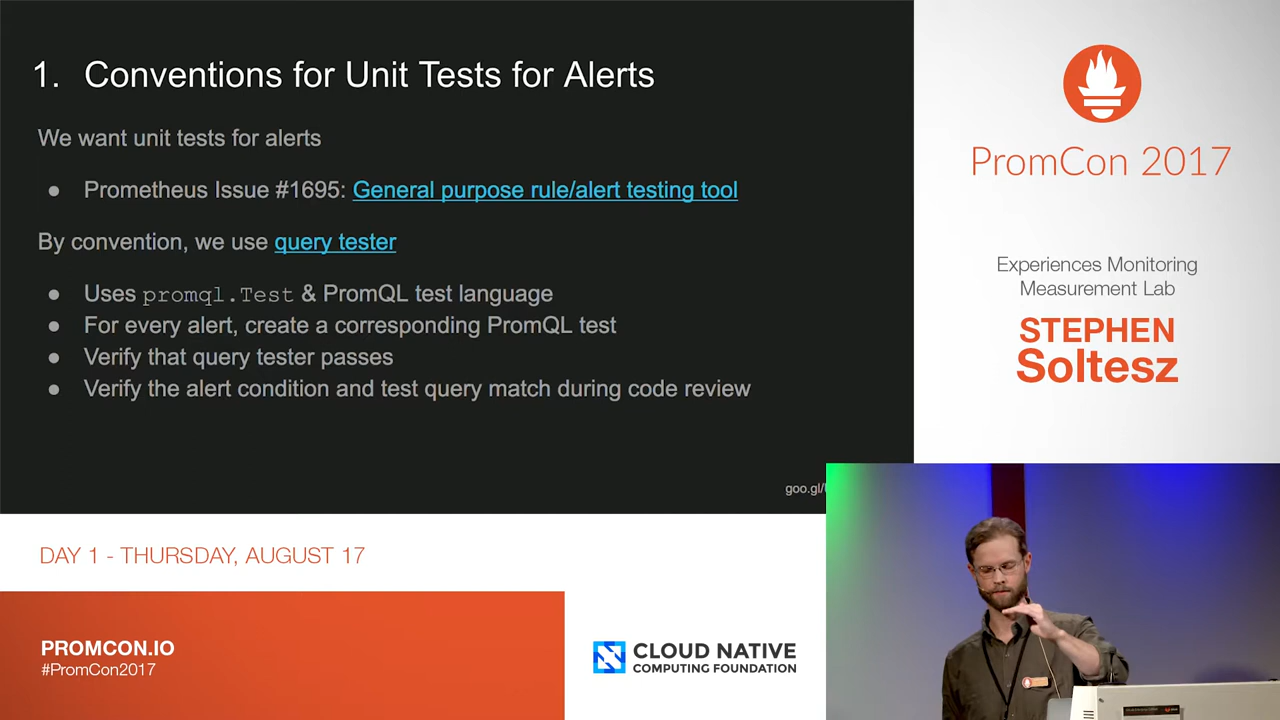 1. Conventions for Unit Tests for Alerts
We want unit tests for alerts
● Prometheus Issue #1695: General purpose rule/alert testing tool
By convention, we use query tester
● Uses promql.Test & PromQL test language
● For every alert, create a corresponding PromQL test
● Verify that query tester passes
● Verify the alert condition and test query match during code review
goo.gl/
PromCon 2017
Experiences Monitoring
Measurement Lab
STEPHEN
Soltesz
DAY 1 - THURSDAY, AUGUST 17
PROMCON.IO
#PromCon2017
CLOUD NATIVE
COMPUTING FOUNDATION